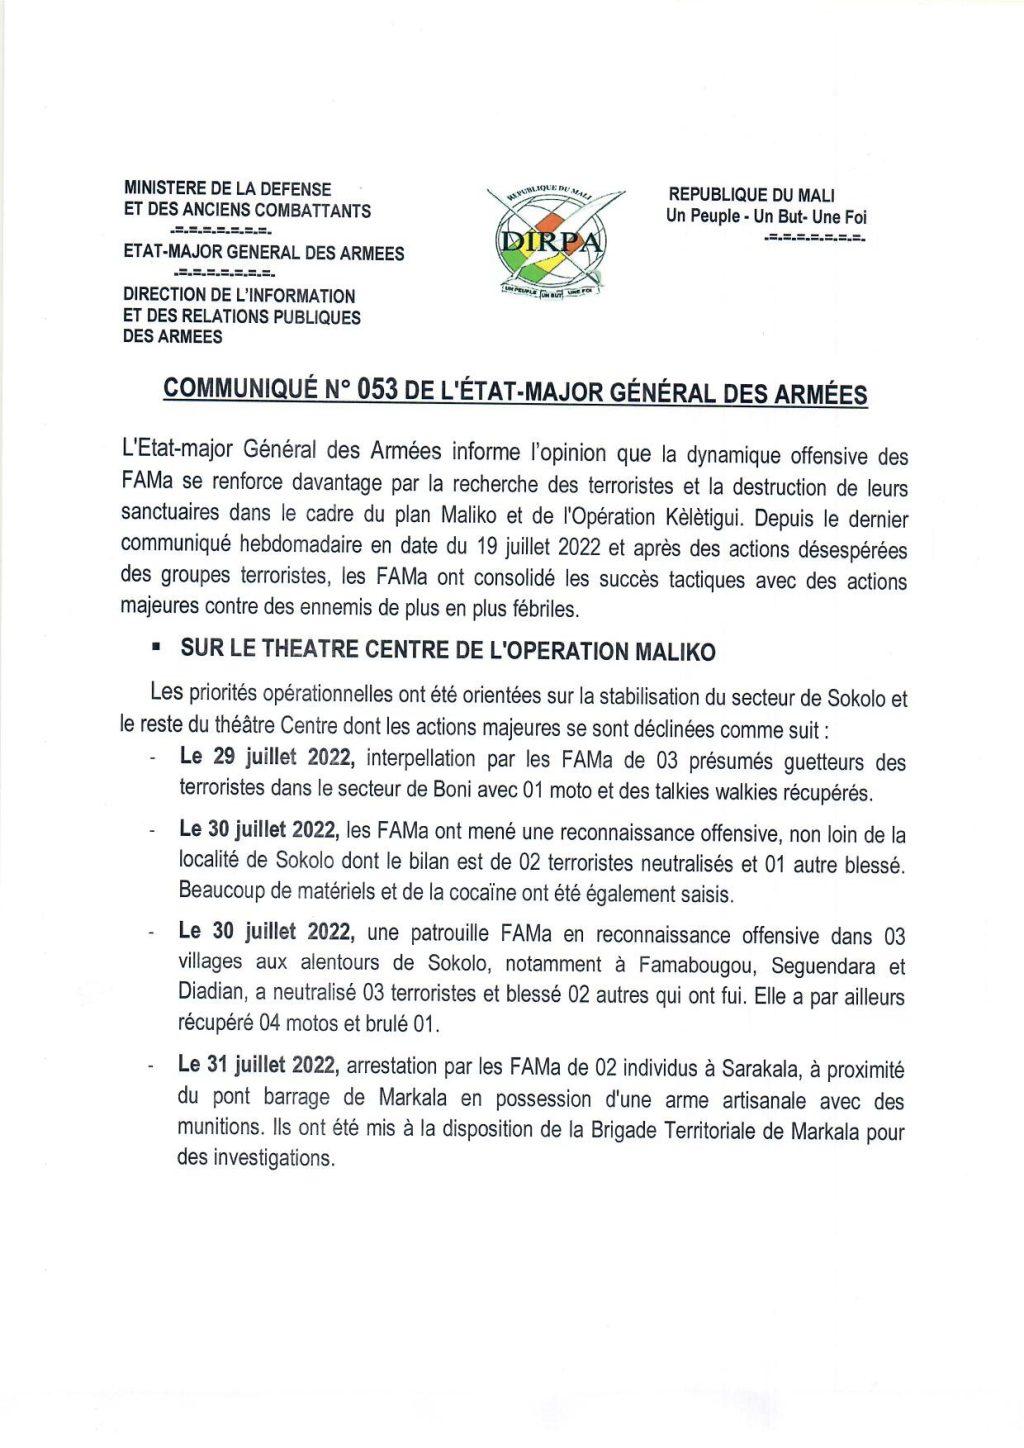 MINISTERE DE LA DEFENSE
ET DES ANCIENS COMBATTANTS
-=-=-=-=-=-=-=-
ETAT-MAJOR GENERAL DES ARMEES
-=-=-=-=-=-=-=-
DIRECTION DE L'INFORMATION
ET DES RELATIONS PUBLIQUES
DES ARMEES
REPUBLIQUE DU MALI
DIRPA
UN PEUPLE UN BUT UNE FOI
REPUBLIQUE DU MALI
Un Peuple - Un But- Une Foi
-=-=-=-=-=-=-=-
COMMUNIQUÉ N° 053 DE L'ÉTAT-MAJOR GÉNÉRAL DES ARMÉES
L'Etat-major Général des Armées informe l'opinion que la dynamique offensive des
FAMa se renforce davantage par la recherche des terroristes et la destruction de leurs
sanctuaires dans le cadre du plan Maliko et de l'Opération Kèlètigui. Depuis le dernier
communiqué hebdomadaire en date du 19 juillet 2022 et après des actions désespérées
des groupes terroristes, les FAMa ont consolidé les succès tactiques avec des actions
majeures contre des ennemis de plus en plus fébriles.
▪ SUR LE THEATRE CENTRE DE L'OPERATION MALIKO
Les priorités opérationnelles ont été orientées sur la stabilisation du secteur de Sokolo et
le reste du théâtre Centre dont les actions majeures se sont déclinées comme suit :
- Le 29 juillet 2022, interpellation par les FAMa de 03 présumés guetteurs des
terroristes dans le secteur de Boni avec 01 moto et des talkies walkies récupérés.
- Le 30 juillet 2022, les FAMa ont mené une reconnaissance offensive, non loin de la
localité de Sokolo dont le bilan est de 02 terroristes neutralisés et 01 autre blessé.
Beaucoup de matériels et de la cocaïne ont été également saisis.
- Le 30 juillet 2022, une patrouille FAMa en reconnaissance offensive dans 03
villages aux alentours de Sokolo, notamment à Famabougou, Seguendara et
Diadian, a neutralisé 03 terroristes et blessé 02 autres qui ont fui. Elle a par ailleurs
récupéré 04 motos et brulé 01.
- Le 31 juillet 2022, arrestation par les FAMa de 02 individus à Sarakala, à proximité
du pont barrage de Markala en possession d'une arme artisanale avec des
munitions. Ils ont été mis à la disposition de la Brigade Territoriale de Markala pour
des investigations.